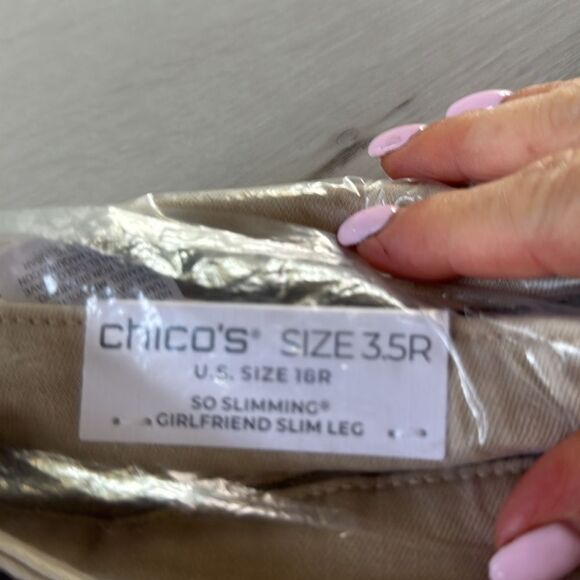 chico's® SIZE 3.5R
U.S. SIZE 16R
SO SLIMMING®
GIRLFRIEND SLIM LEG